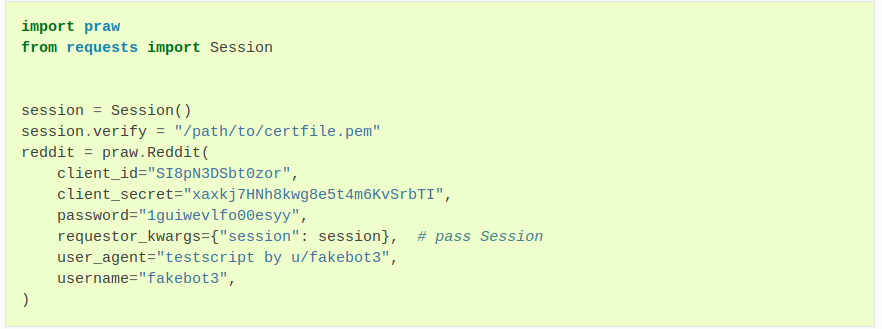 import praw
from requests import Session
session = Session()
session.verify = "/path/to/certfile.pem"
reddit = praw.Reddit(
    client_id="SI8pN3DSbt0zor",
    client_secret="xaxkj7HNh8kwg8e5t4m6KvSrbTI",
    password="1guiwevlfo00esyy",
    requestor_kwargs={"session": session},  # pass Session
    user_agent="testscript by u/fakebot3",
    username="fakebot3",
)